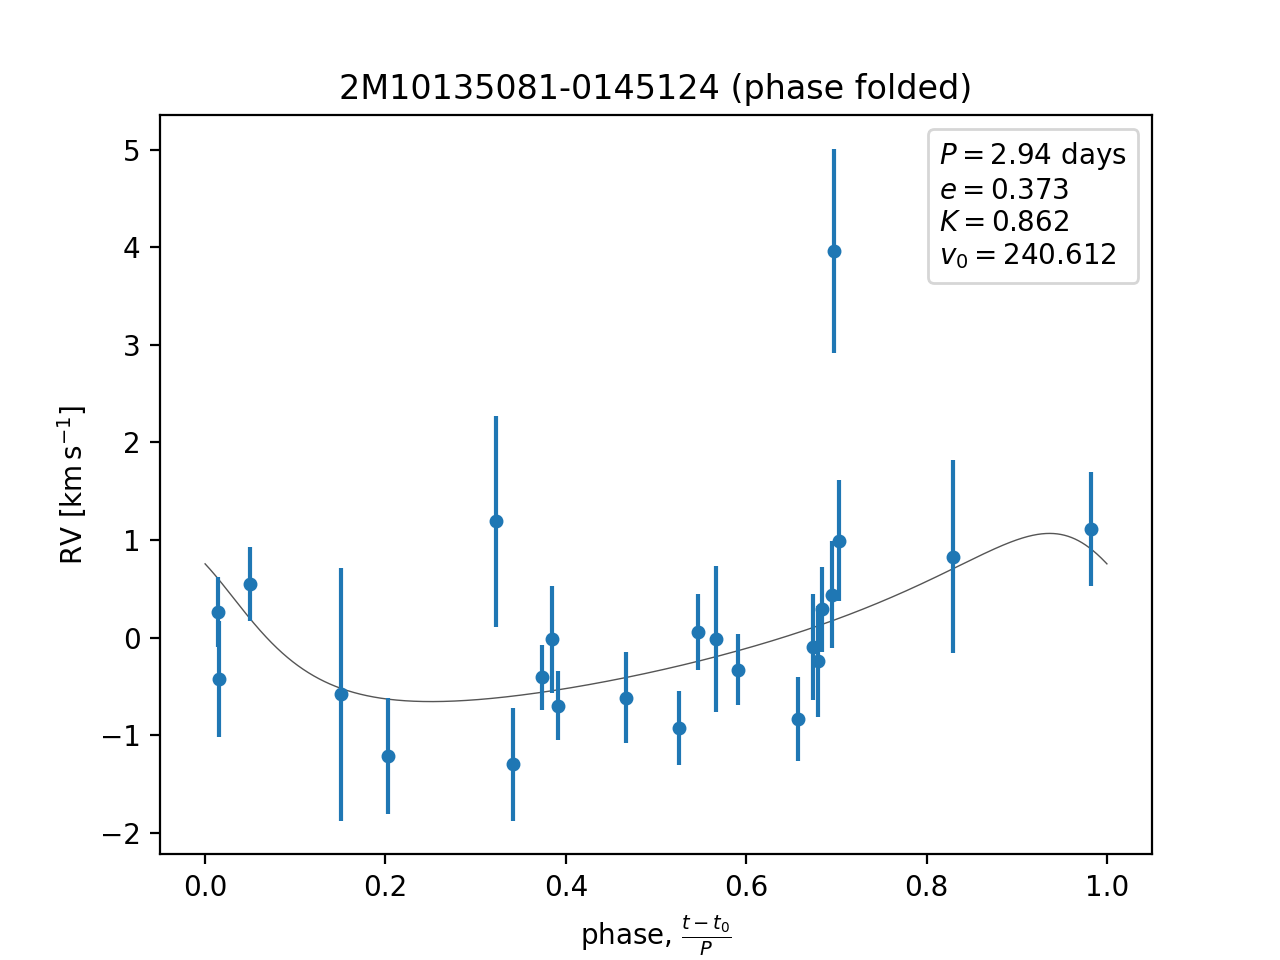 2M10135081-0145124 (phase folded)
P = 2.94 days
e = 0.373
K = 0.862
v₀ = 240.612
RV [km s⁻¹]
5
4
3
2
1
0
−1
−2
0.0 0.2 0.4 0.6 0.8 1.0
phase, (t − t₀)/P